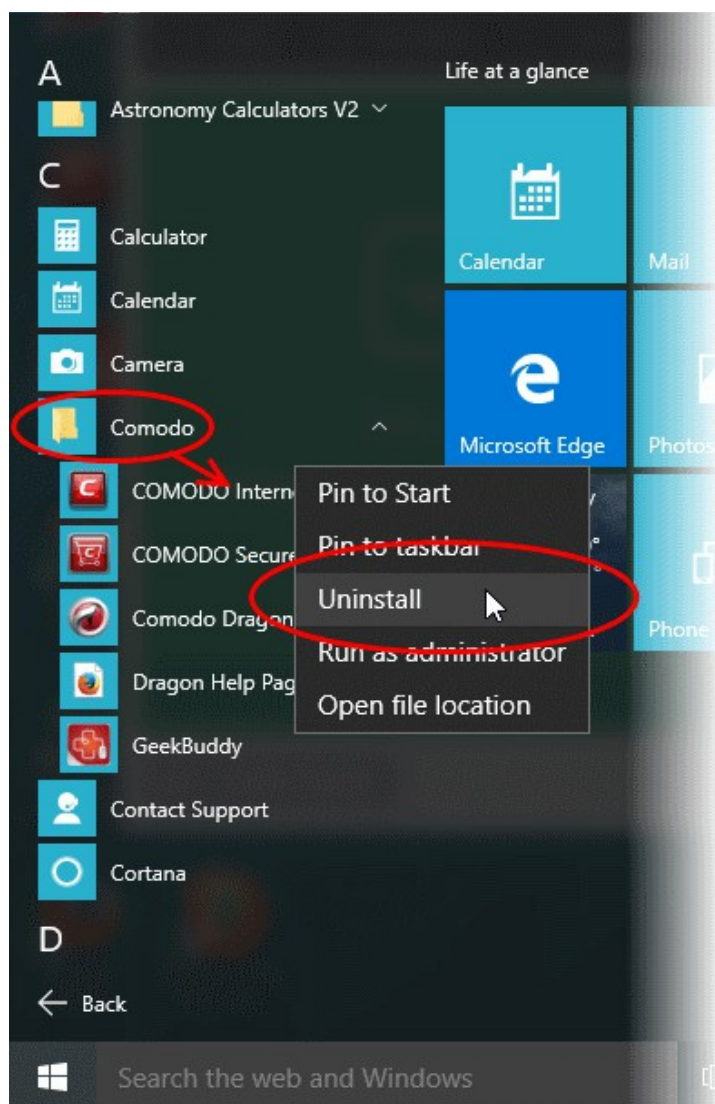 A
Life at a glance
Astronomy Calculators V2
C
Calculator
Calendar
Mail
Calendar
Camera
Comodo
Microsoft Edge
Photos
COMODO Intern
Pin to Start
COMODO Secure
Pin to taskbar
Uninstall
Comodo Dragon
Phone
Run as administrator
Dragon Help Pag
Open file location
GeekBuddy
Contact Support
Cortana
D
Back
Search the web and Windows